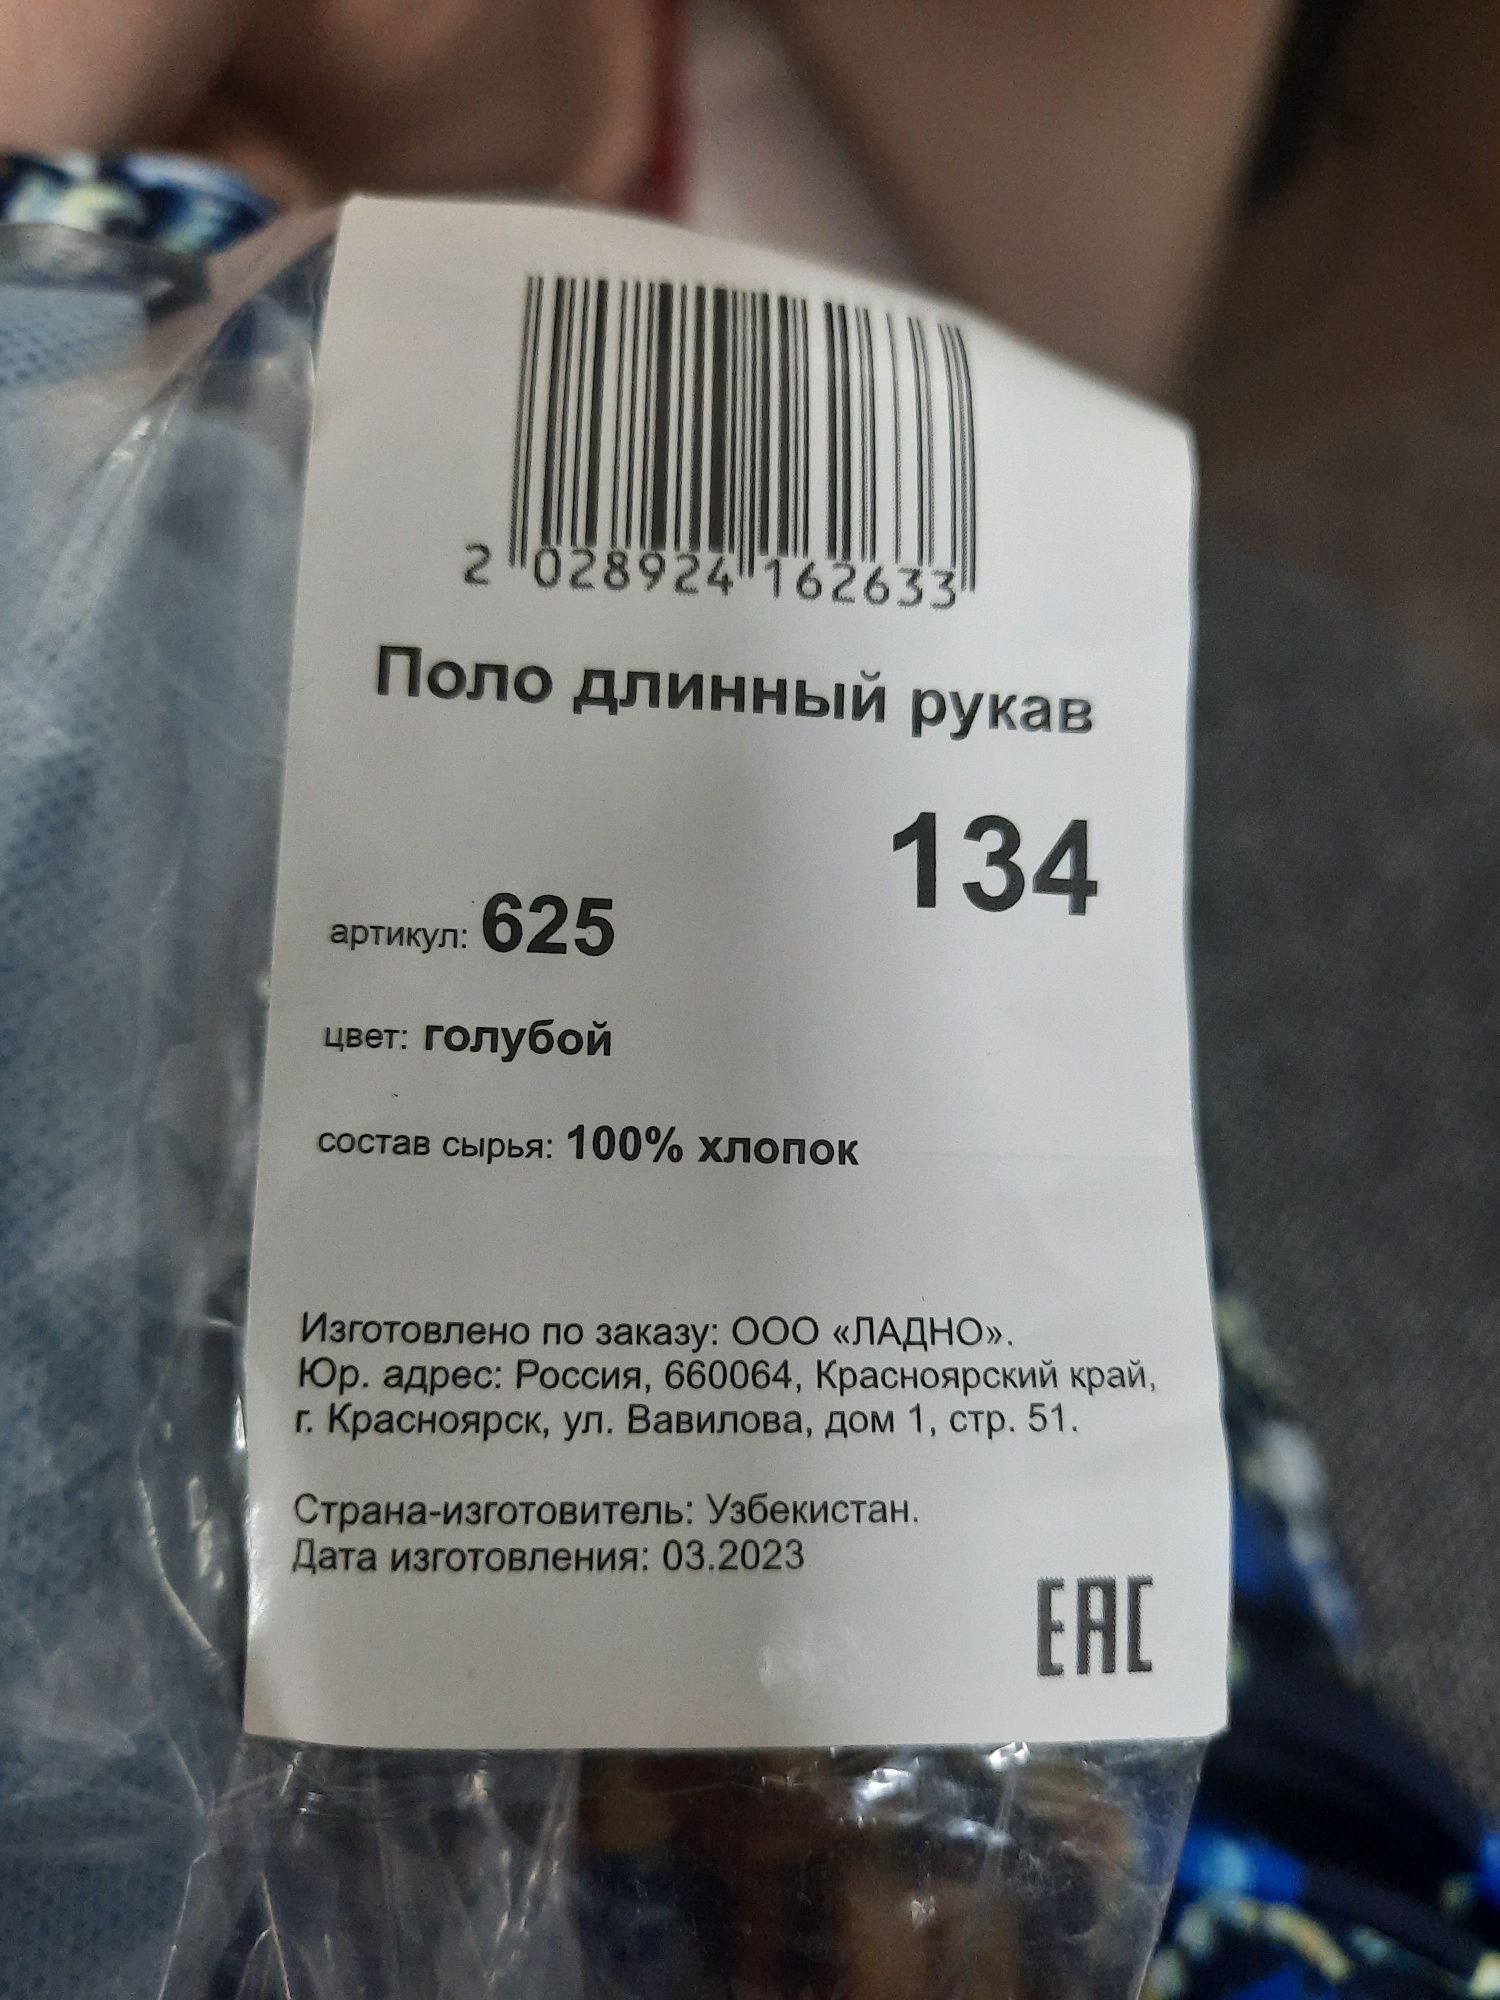 2 028924 162633
Поло длинный рукав
134
артикул: 625
цвет: голубой
состав сырья: 100% хлопок
Изготовлено по заказу: ООО «ЛАДНО».
Юр. адрес: Россия, 660064, Красноярский край,
г. Красноярск, ул. Вавилова, дом 1, стр. 51.
Страна-изготовитель: Узбекистан.
Дата изготовления: 03.2023
EAC